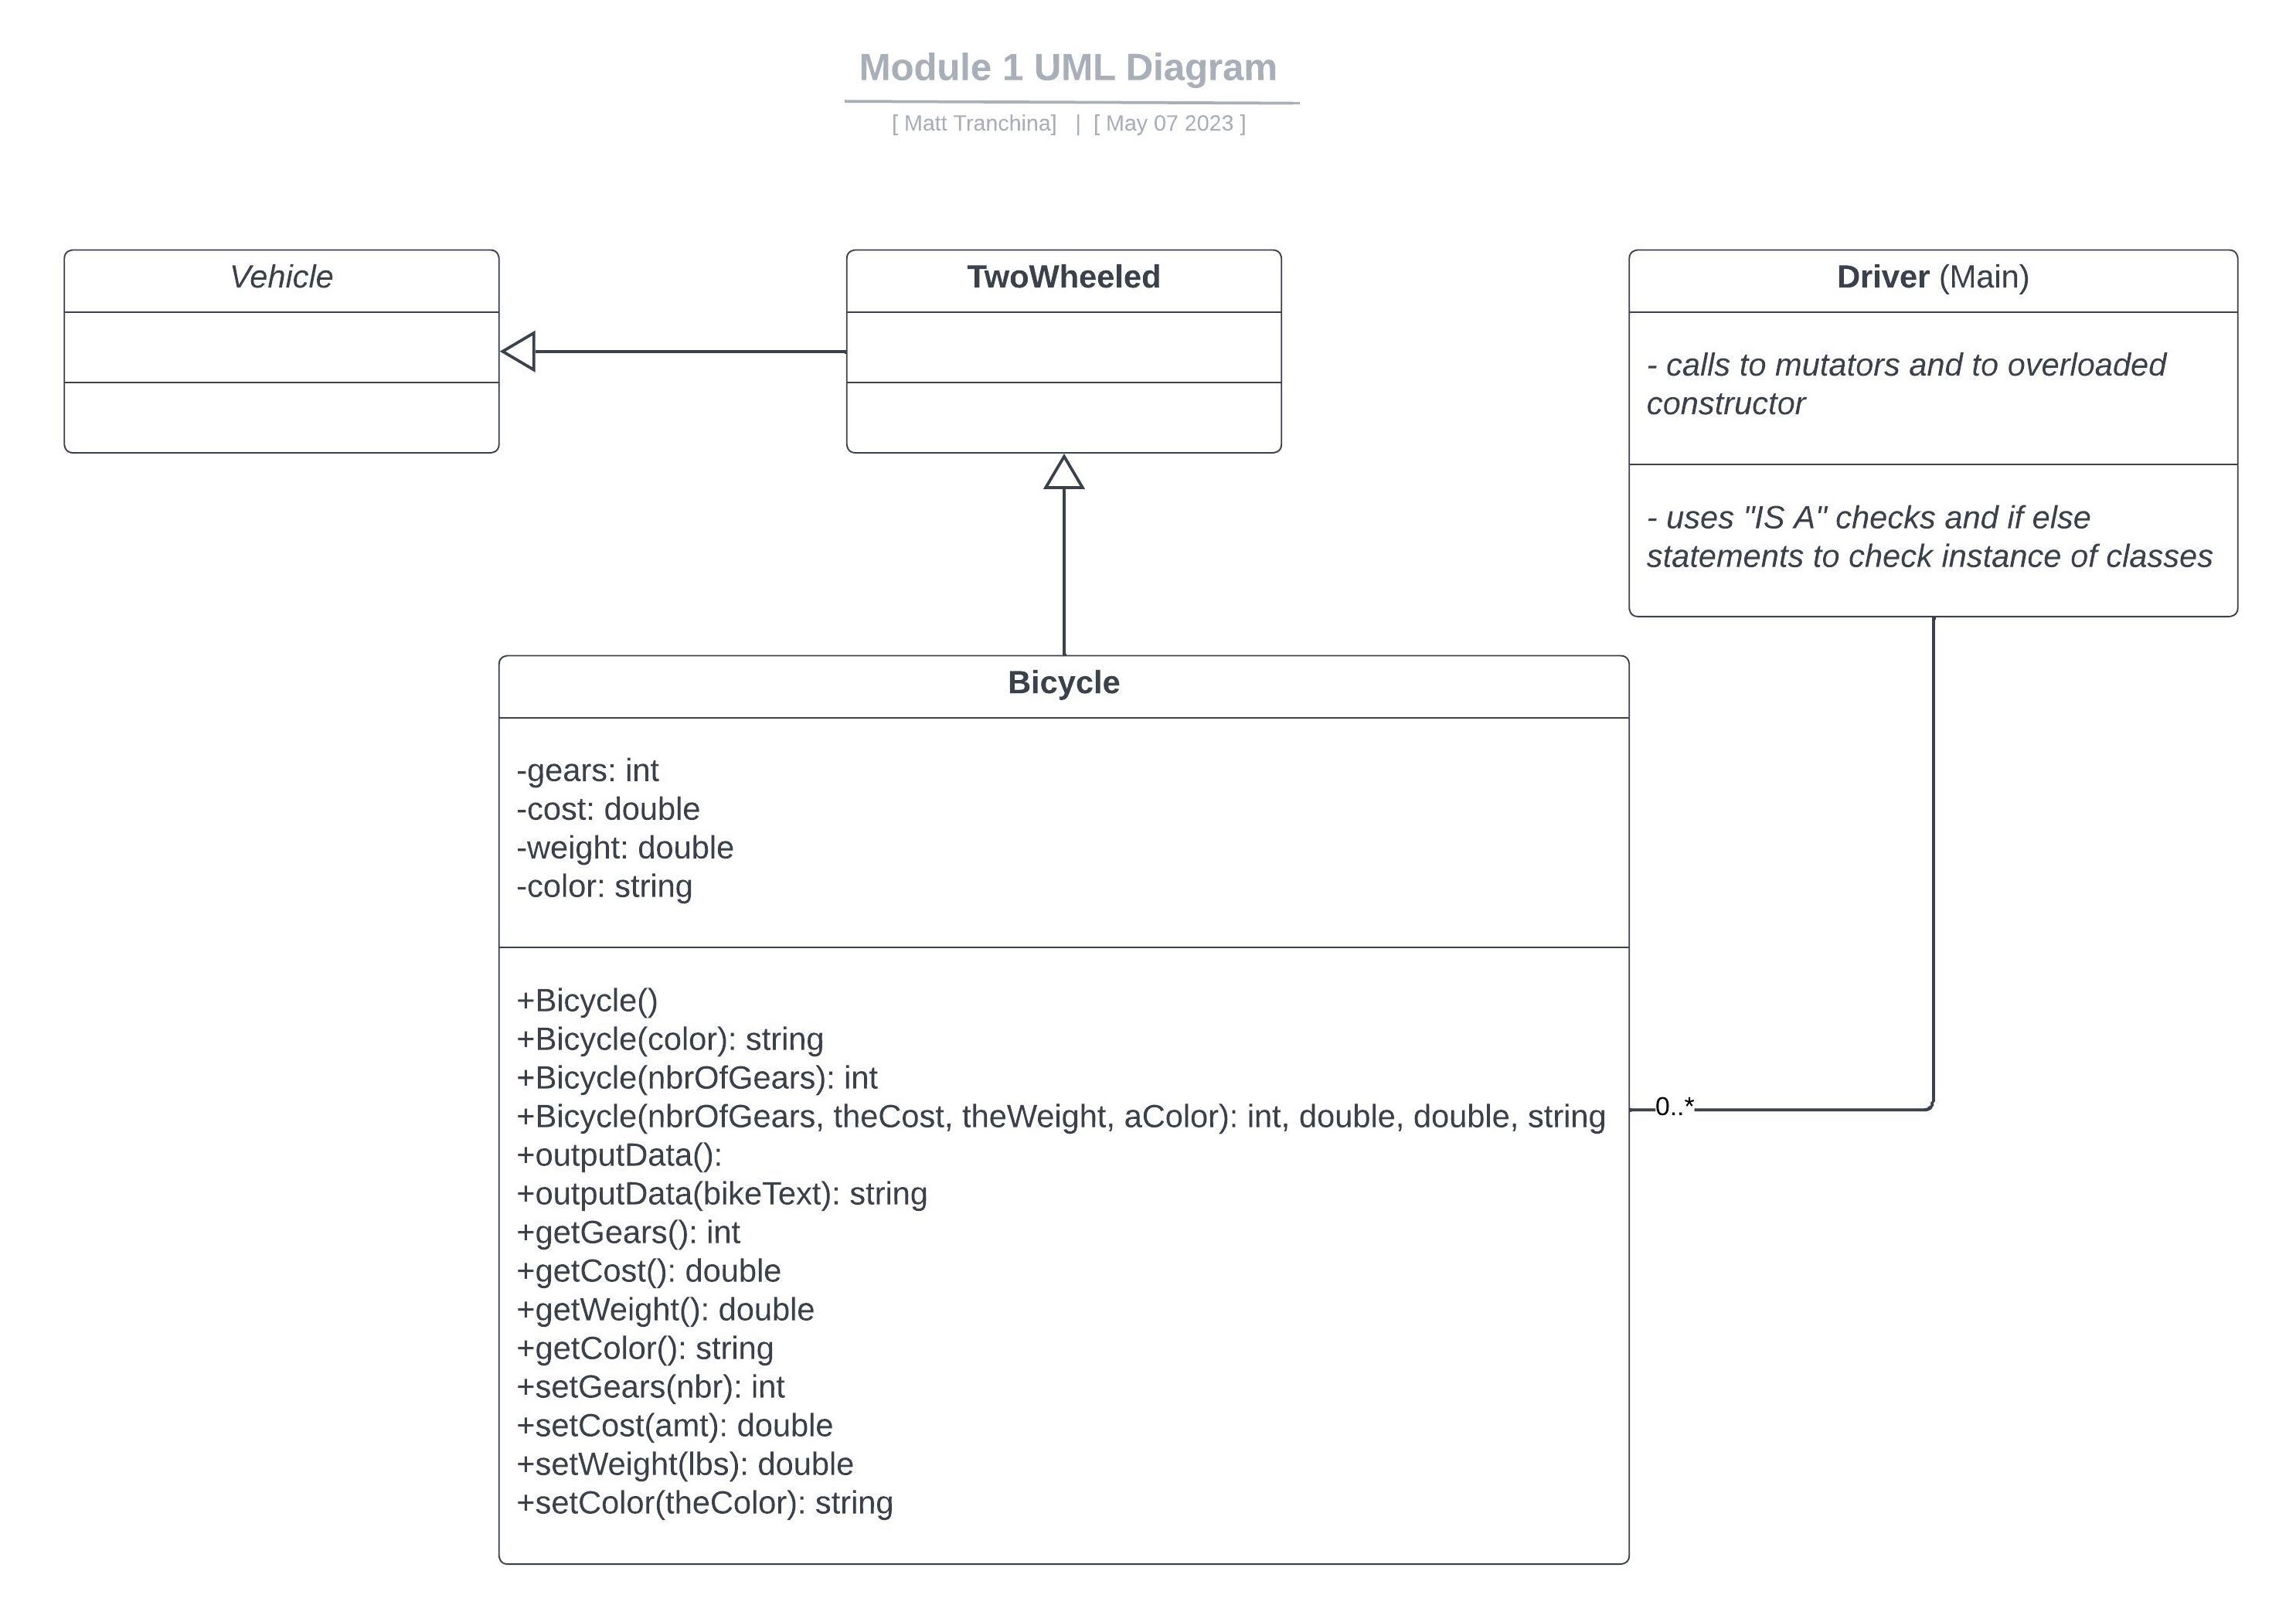 Module 1 UML Diagram
[ Matt Tranchina] | [ May 07 2023 ]
Vehicle
TwoWheeled
Driver (Main)
- calls to mutators and to overloaded
constructor
- uses "IS A" checks and if else
statements to check instance of classes
Bicycle
-gears: int
-cost: double
-weight: double
-color: string
+Bicycle()
+Bicycle(color): string
+Bicycle(nbrOfGears): int
+Bicycle(nbrOfGears, theCost, theWeight, aColor): int, double, double, string
+outputData():
+outputData(bikeText): string
+getGears(): int
+getCost(): double
+getWeight(): double
+getColor(): string
+setGears(nbr): int
+setCost(amt): double
+setWeight(lbs): double
+setColor(theColor): string
0..*